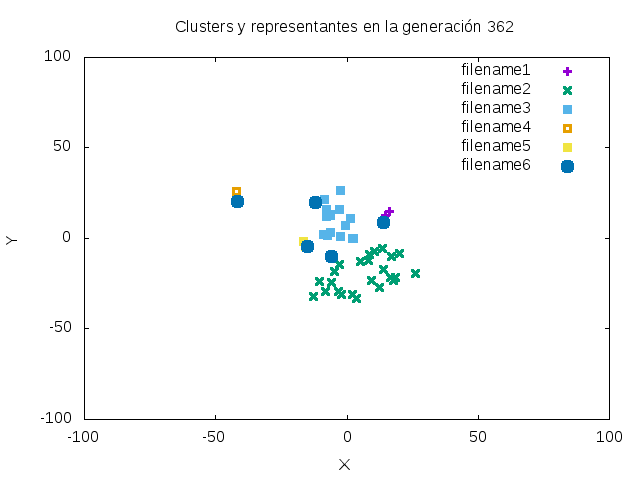 Clusters y representantes en la generación 362
100
50
0
-50
-100
-100
-50
0
50
100
X
Y
filename1
filename2
filename3
filename4
filename5
filename6